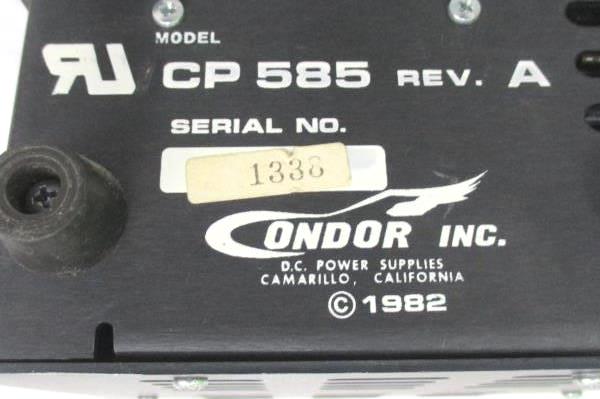 MODEL
CP 585 REV. A
SERIAL NO.
1338
CONDOR INC.
D.C. POWER SUPPLIES
CAMARILLO, CALIFORNIA
© 1982